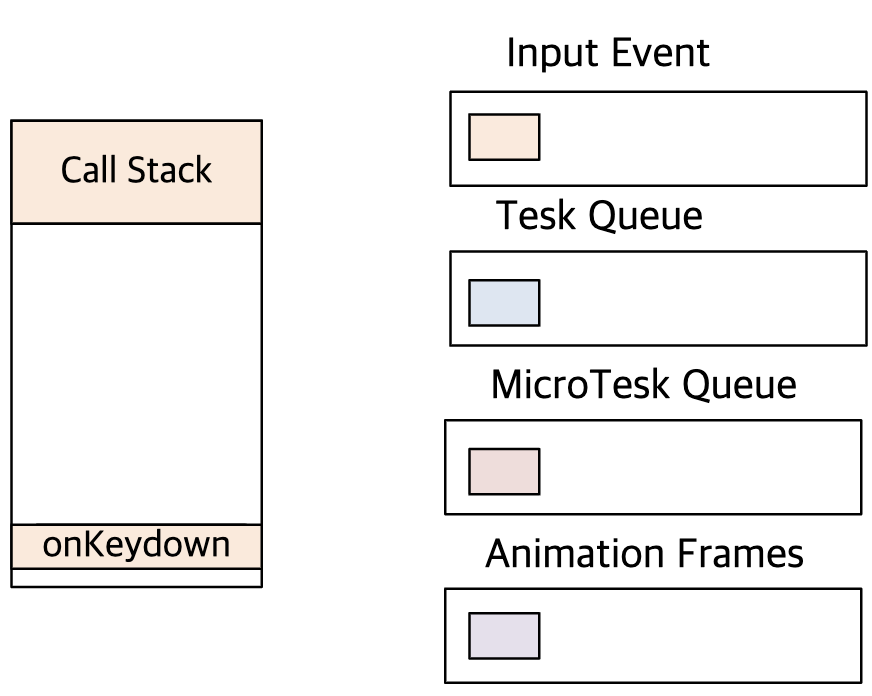 Call Stack
onKeydown
Input Event
Tesk Queue
MicroTesk Queue
Animation Frames